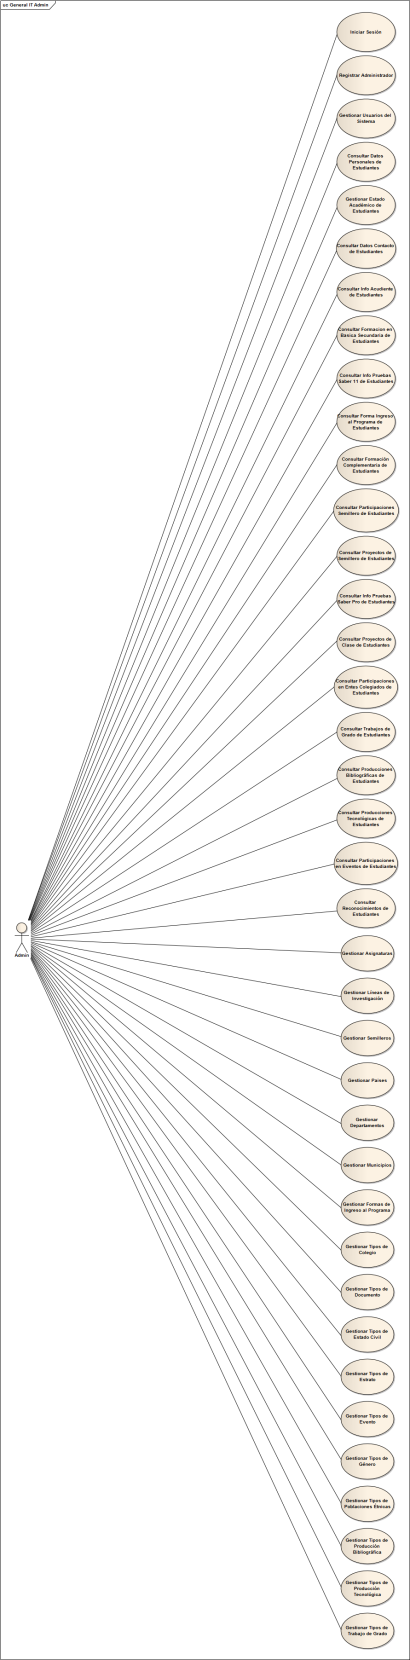 uc General IT Admin
Iniciar Sesión
Registrar Administrador
Gestionar Usuarios del
Sistema
Consultar Datos
Personales de
Estudiantes
Gestionar Estado
Académico de
Estudiantes
Consultar Datos Contacto
de Estudiantes
Consultar Info Acudiente
de Estudiantes
Consultar Formacion en
Basica Secundaria de
Estudiantes
Consultar Info Pruebas
Saber 11 de Estudiantes
Consultar Forma Ingreso
al Programa de
Estudiantes
Consultar Formación
Complementaria de
Estudiantes
Consultar Participaciones
Semillero de Estudiantes
Consultar Proyectos de
Semillero de Estudiantes
Consultar Info Pruebas
Saber Pro de Estudiantes
Consultar Proyectos de
Clase de Estudiantes
Consultar Participaciones
en Entes Colegiados de
Estudiantes
Consultar Trabajos de
Grado de Estudiantes
Consultar Producciones
Bibliográficas de
Estudiantes
Consultar Producciones
Tecnológicas de
Estudiantes
Consultar Participaciones
en Eventos de Estudiantes
Consultar
Reconocimientos de
Estudiantes
Admin
Gestionar Asignaturas
Gestionar Líneas de
Investigación
Gestionar Semilleros
Gestionar Países
Gestionar
Departamentos
Gestionar Municipios
Gestionar Formas de
Ingreso al Programa
Gestionar Tipos de
Colegio
Gestionar Tipos de
Documento
Gestionar Tipos de
Estado Civil
Gestionar Tipos de
Estrato
Gestionar Tipos de
Evento
Gestionar Tipos de
Género
Gestionar Tipos de
Poblaciones Étnicas
Gestionar Tipos de
Producción
Bibliográfica
Gestionar Tipos de
Producción
Tecnológica
Gestionar Tipos de
Trabajo de Grado